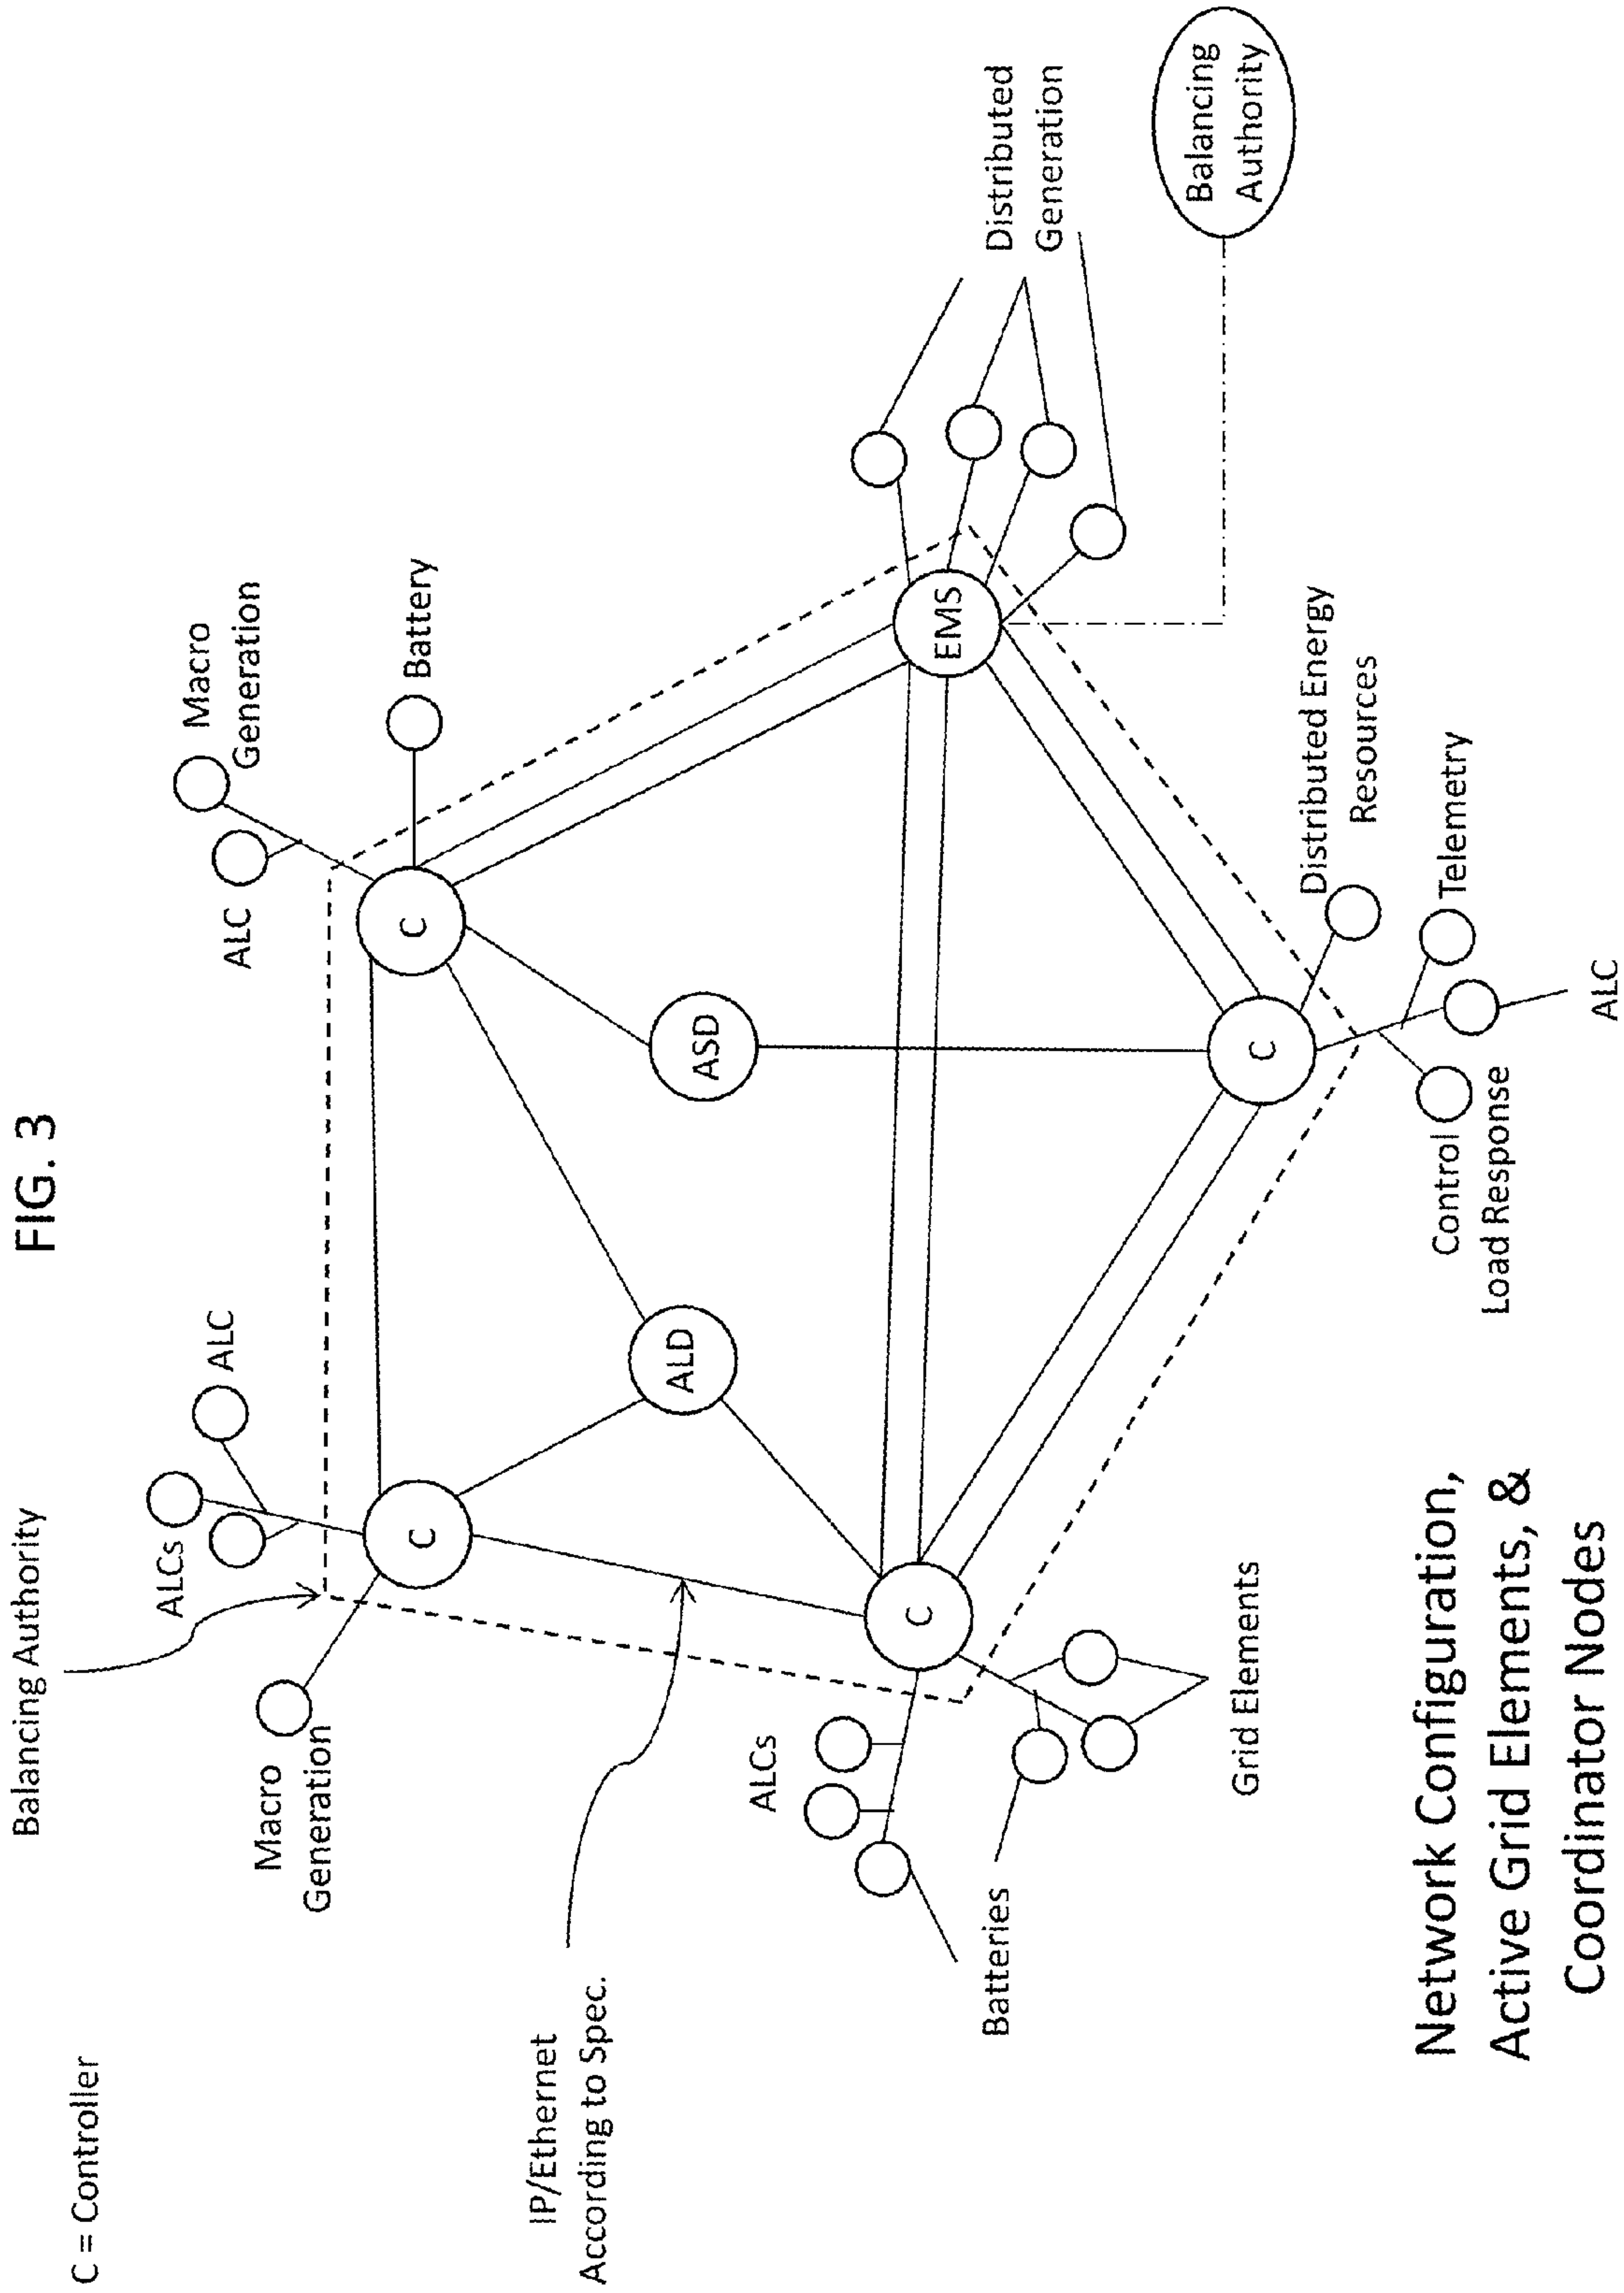 FIG. 3
C = Controller
Balancing Authority
IP/Ethernet
According to Spec.
Macro
Generation
ALCs
ALC
ALC
Macro
Generation
Battery
C
C
ALD
ASD
EMS
C
C
Distributed
Generation
Balancing
Authority
ALCs
Batteries
Grid Elements
Distributed Energy
Resources
Telemetry
Control
Load Response
ALC
Network Configuration,
Active Grid Elements, &
Coordinator Nodes